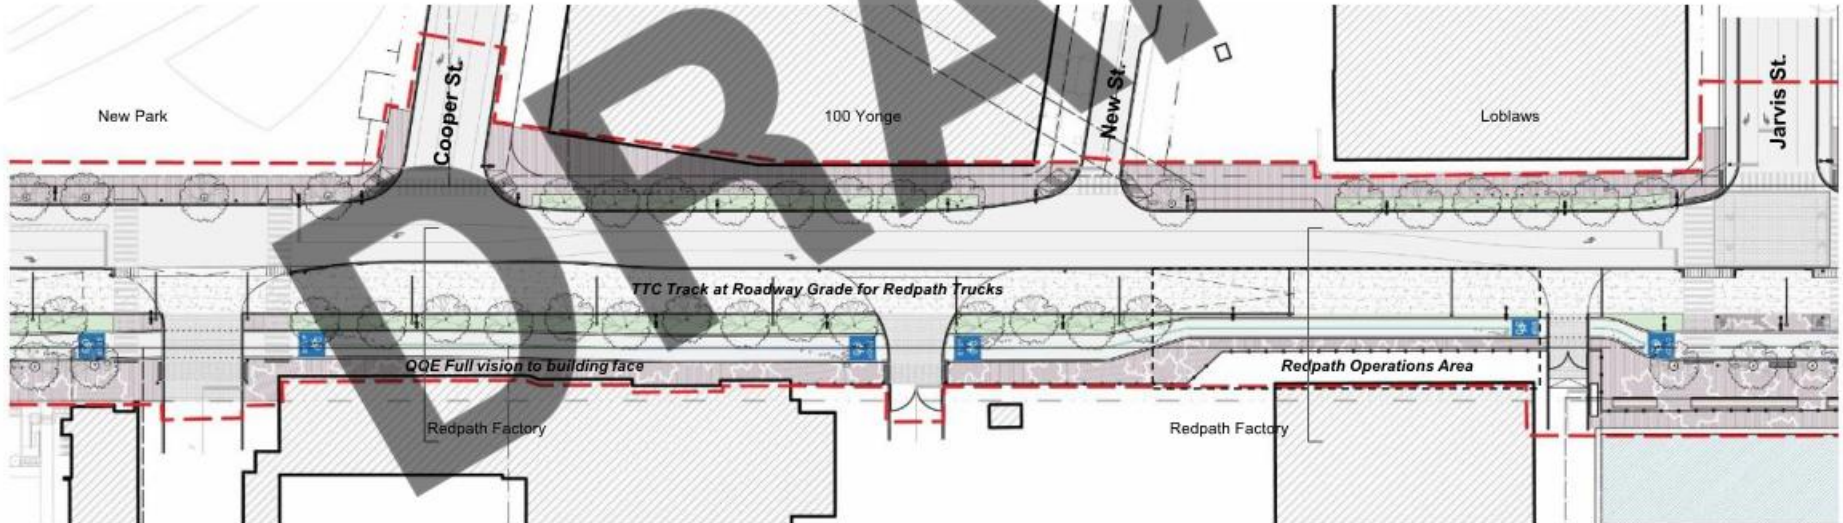 DRA
New Park
Cooper St.
100 Yonge
New St.
Loblaws
Jarvis St.
TTC Track at Roadway Grade for Redpath Trucks
QQE Full vision to building face
Redpath Operations Area
Redpath Factory
Redpath Factory